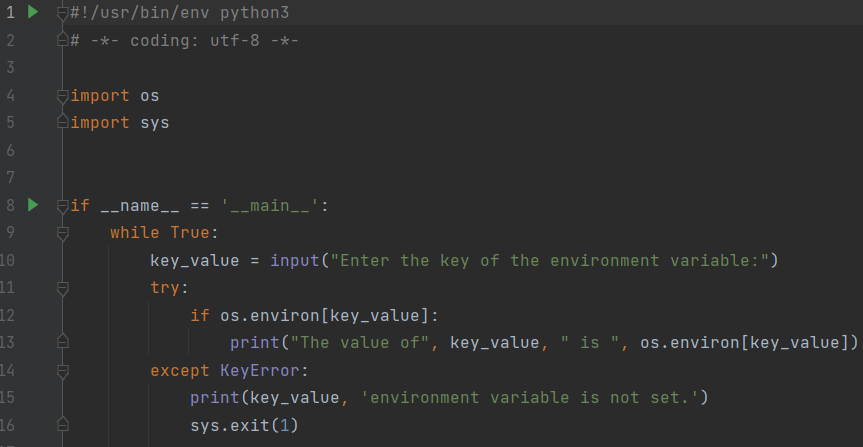 1 #!/usr/bin/env python3
2 # -*- coding: utf-8 -*-
3
4 import os
5 import sys
6
7
8 if __name__ == '__main__':
9     while True:
10         key_value = input("Enter the key of the environment variable:")
11         try:
12             if os.environ[key_value]:
13                 print("The value of", key_value, " is ", os.environ[key_value])
14         except KeyError:
15             print(key_value, 'environment variable is not set.')
16             sys.exit(1)